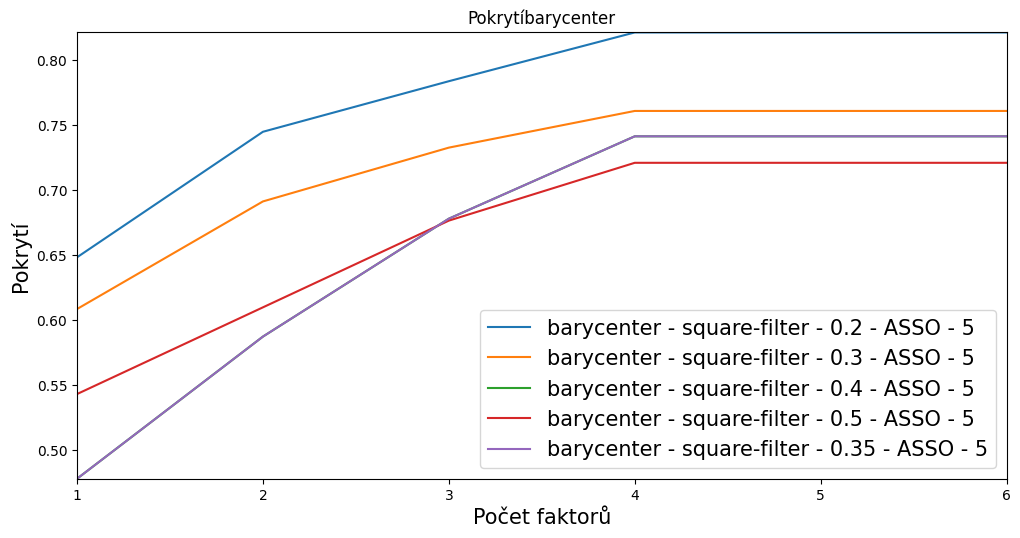 Pokrytíbarycenter
0.80
0.75
0.70
0.65
0.60
0.55
0.50
Pokrytí
barycenter - square-filter - 0.2 - ASSO - 5
barycenter - square-filter - 0.3 - ASSO - 5
barycenter - square-filter - 0.4 - ASSO - 5
barycenter - square-filter - 0.5 - ASSO - 5
barycenter - square-filter - 0.35 - ASSO - 5
1 2 3 4 5 6
Počet faktorů